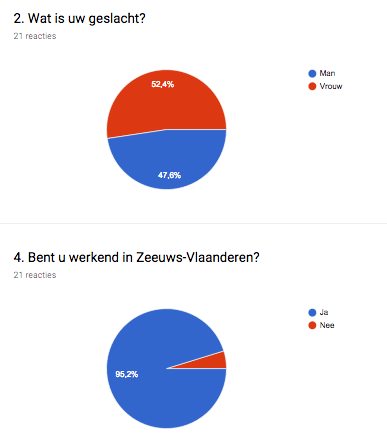 2. Wat is uw geslacht?
21 reacties
Man
Vrouw
52,4%
47,6%
4. Bent u werkend in Zeeuws-Vlaanderen?
21 reacties
Ja
Nee
95,2%